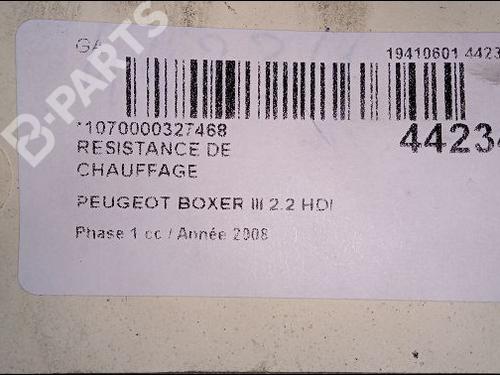 GA
19410601 4423
*1070000327468
44234
RESISTANCE DE
CHAUFFAGE
PEUGEOT BOXER III 2.2 HDI
Phase 1 cc / Année 2008
B-PARTS